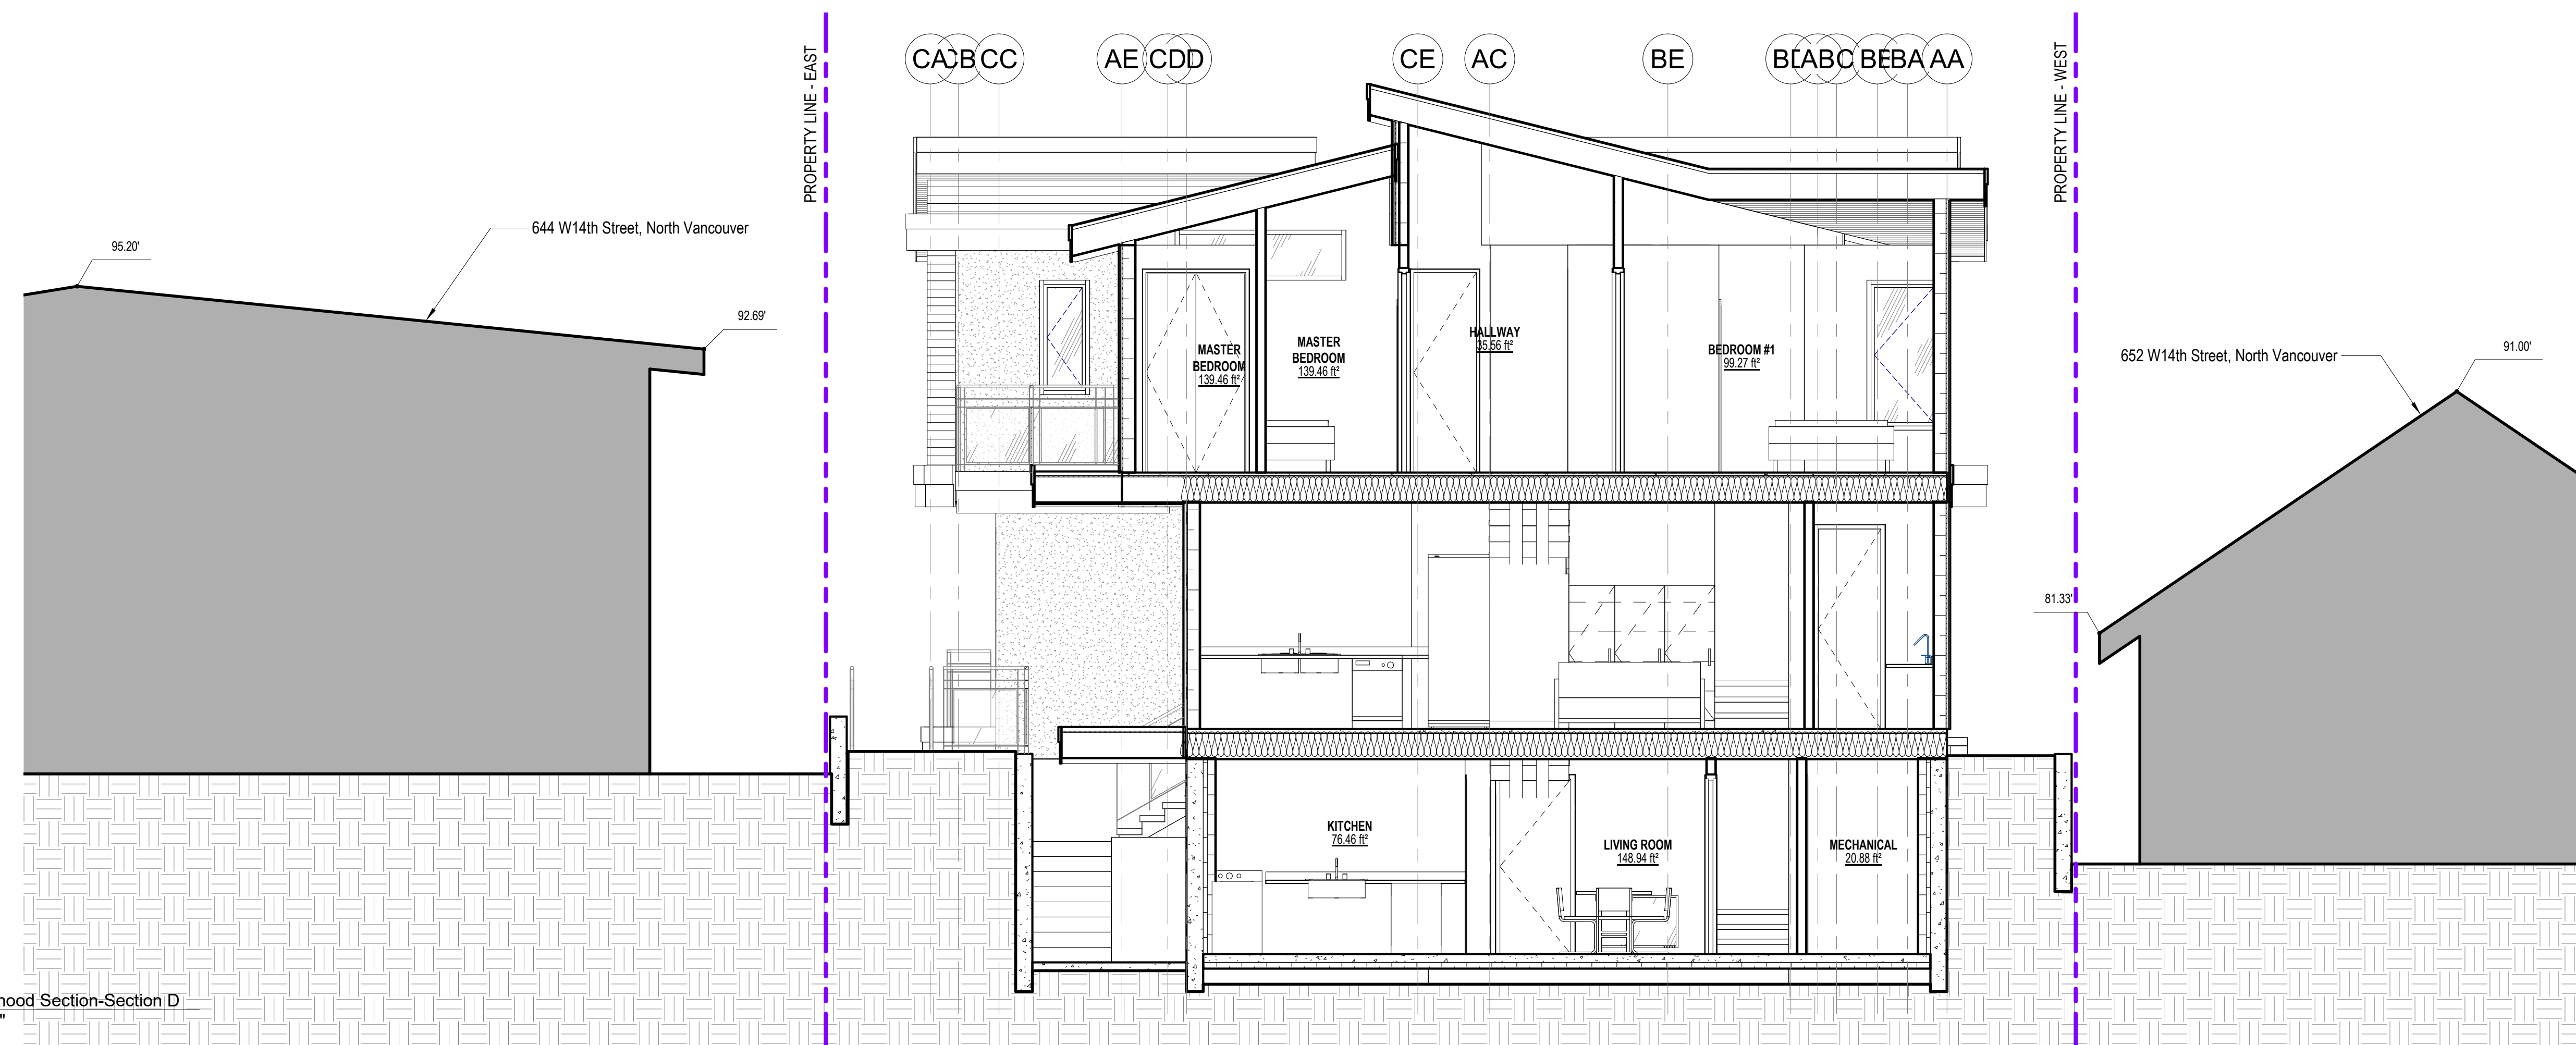 CA CB CC AE CD D CE AC BE AA
PROPERTY LINE - EAST
PROPERTY LINE - WEST
644 W14th Street, North Vancouver
95.20'
92.69'
652 W14th Street, North Vancouver
91.00'
81.33'
MASTER
BEDROOM
139.46 ft²
MASTER
BEDROOM
139.46 ft²
HALLWAY
35.56 ft²
BEDROOM #1
99.27 ft²
KITCHEN
76.46 ft²
LIVING ROOM
148.94 ft²
MECHANICAL
20.88 ft²
hood Section-Section D